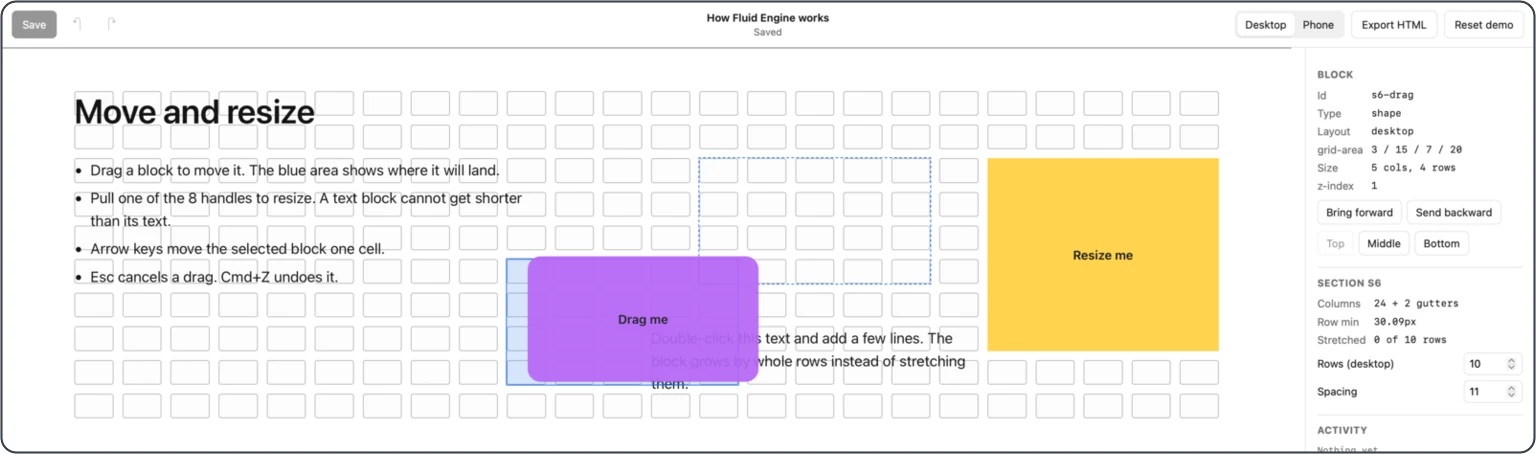 Save
How Fluid Engine works
Saved
Desktop
Phone
Export HTML
Reset demo
Move and resize
• Drag a block to move it. The blue area shows where it will land.
• Pull one of the 8 handles to resize. A text block cannot get shorter
than its text.
• Arrow keys move the selected block one cell.
• Esc cancels a drag. Cmd+Z undoes it.
Drag me
Double-click this text and add a few lines. The
block grows by whole rows instead of stretching
them.
Resize me
BLOCK
Id s6-drag
Type shape
Layout desktop
grid-area 3 / 15 / 7 / 20
Size 5 cols, 4 rows
z-index 1
Bring forward
Send backward
Top
Middle
Bottom
SECTION S6
Columns 24 + 2 gutters
Row min 30.09px
Stretched 0 of 10 rows
Rows (desktop) 10
Spacing 11
ACTIVITY
Nothing yet